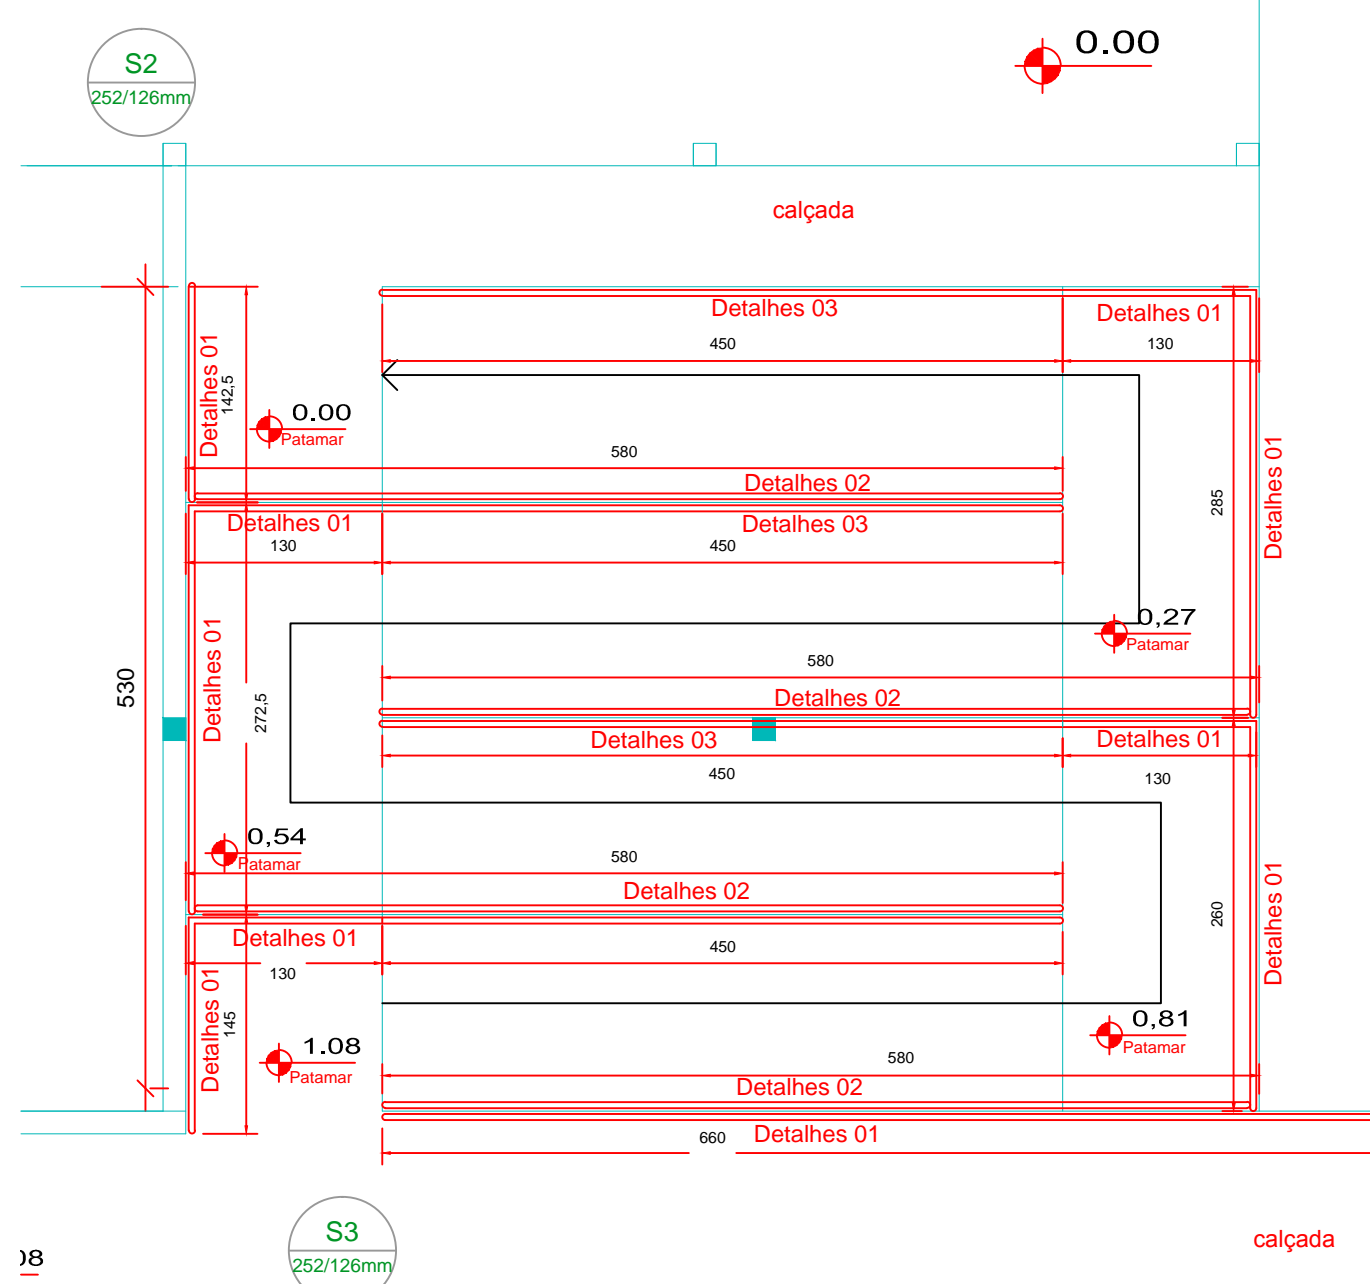 S2
252/126mm
0.00
calçada
Detalhes 03
Detalhes 01
450
130
Detalhes 01
142,5
0.00
Patamar
580
Detalhes 02
Detalhes 01
285
Detalhes 01
Detalhes 03
130
450
Detalhes 01
272,5
530
0,27
Patamar
580
Detalhes 02
Detalhes 03
Detalhes 01
450
130
0,54
Patamar
580
Detalhes 02
Detalhes 01
260
Detalhes 01
450
130
Detalhes 01
145
1.08
Patamar
0,81
Patamar
580
Detalhes 02
660
Detalhes 01
S3
252/126mm
calçada